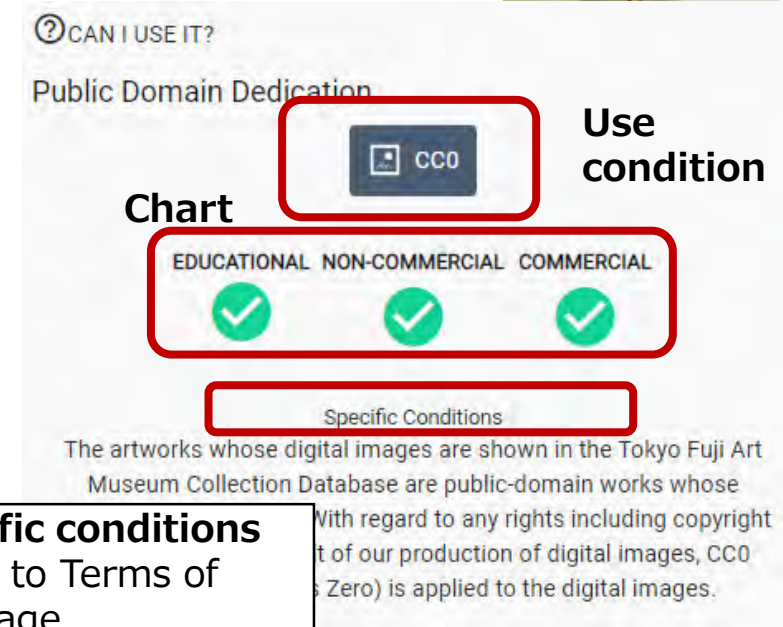 CAN I USE IT?
Public Domain Dedication
CC0
Use
condition
Chart
EDUCATIONAL NON-COMMERCIAL COMMERCIAL
Specific Conditions
The artworks whose digital images are shown in the Tokyo Fuji Art
Museum Collection Database are public-domain works whose
With regard to any rights including copyright
t of our production of digital images, CC0
Zero) is applied to the digital images.
fic conditions
to Terms of
age